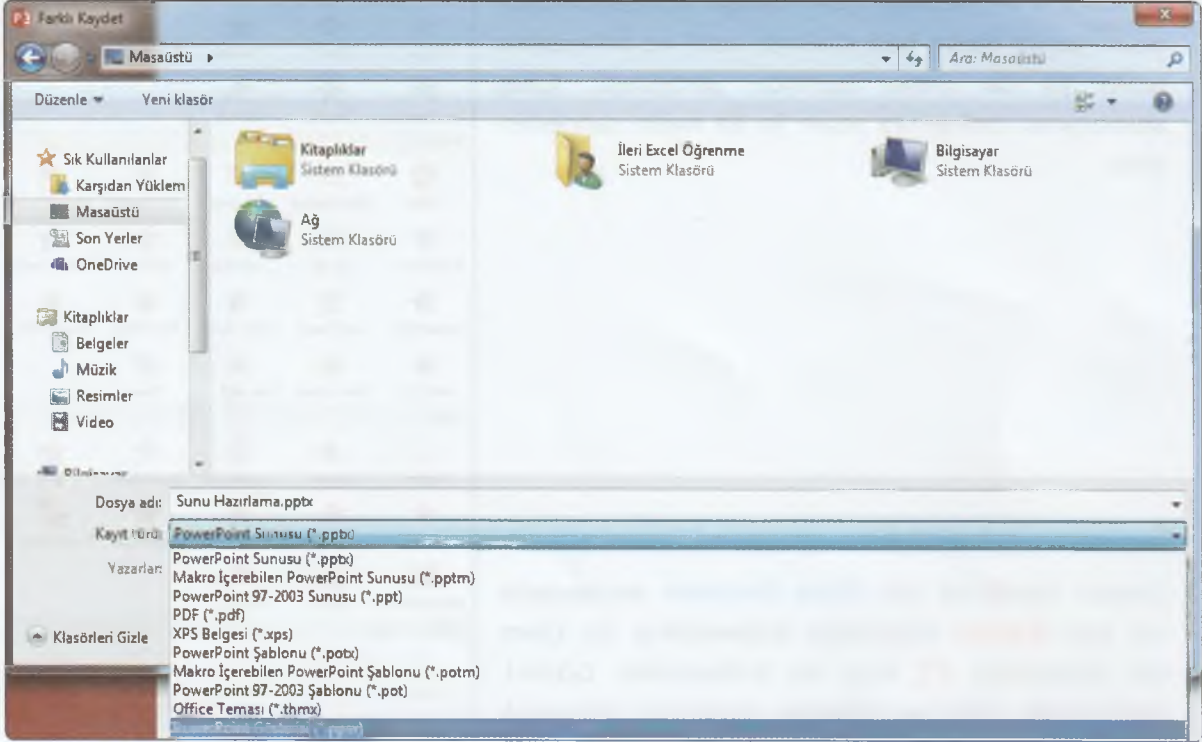 Farklı Kaydet
Masaüstü
Ara: Masaüstü
Düzenle
Yeni klasör
Sık Kullanılanlar
Karşıdan Yüklem
Masaüstü
Son Yerler
OneDrive
Kitaplıklar
Belgeler
Müzik
Resimler
Video
Bilgisayar
Kitaplıklar
Sistem Klasörü
İleri Excel Öğrenme
Sistem Klasörü
Bilgisayar
Sistem Klasörü
Ağ
Sistem Klasörü
Dosya adı: Sunu Hazırlama.pptx
Kayıt türü: PowerPoint Sunusu (*.pptx)
Yazarlar:
PowerPoint Sunusu (*.pptx)
Makro İçerebilen PowerPoint Sunusu (*.pptm)
PowerPoint 97-2003 Sunusu (*.ppt)
PDF (*.pdf)
XPS Belgesi (*.xps)
PowerPoint Şablonu (*.potx)
Makro İçerebilen PowerPoint Şablonu (*.potm)
PowerPoint 97-2003 Şablonu (*.pot)
Office Teması (*.thmx)
PowerPoint Gösterisi (*.ppsx)
Klasörleri Gizle